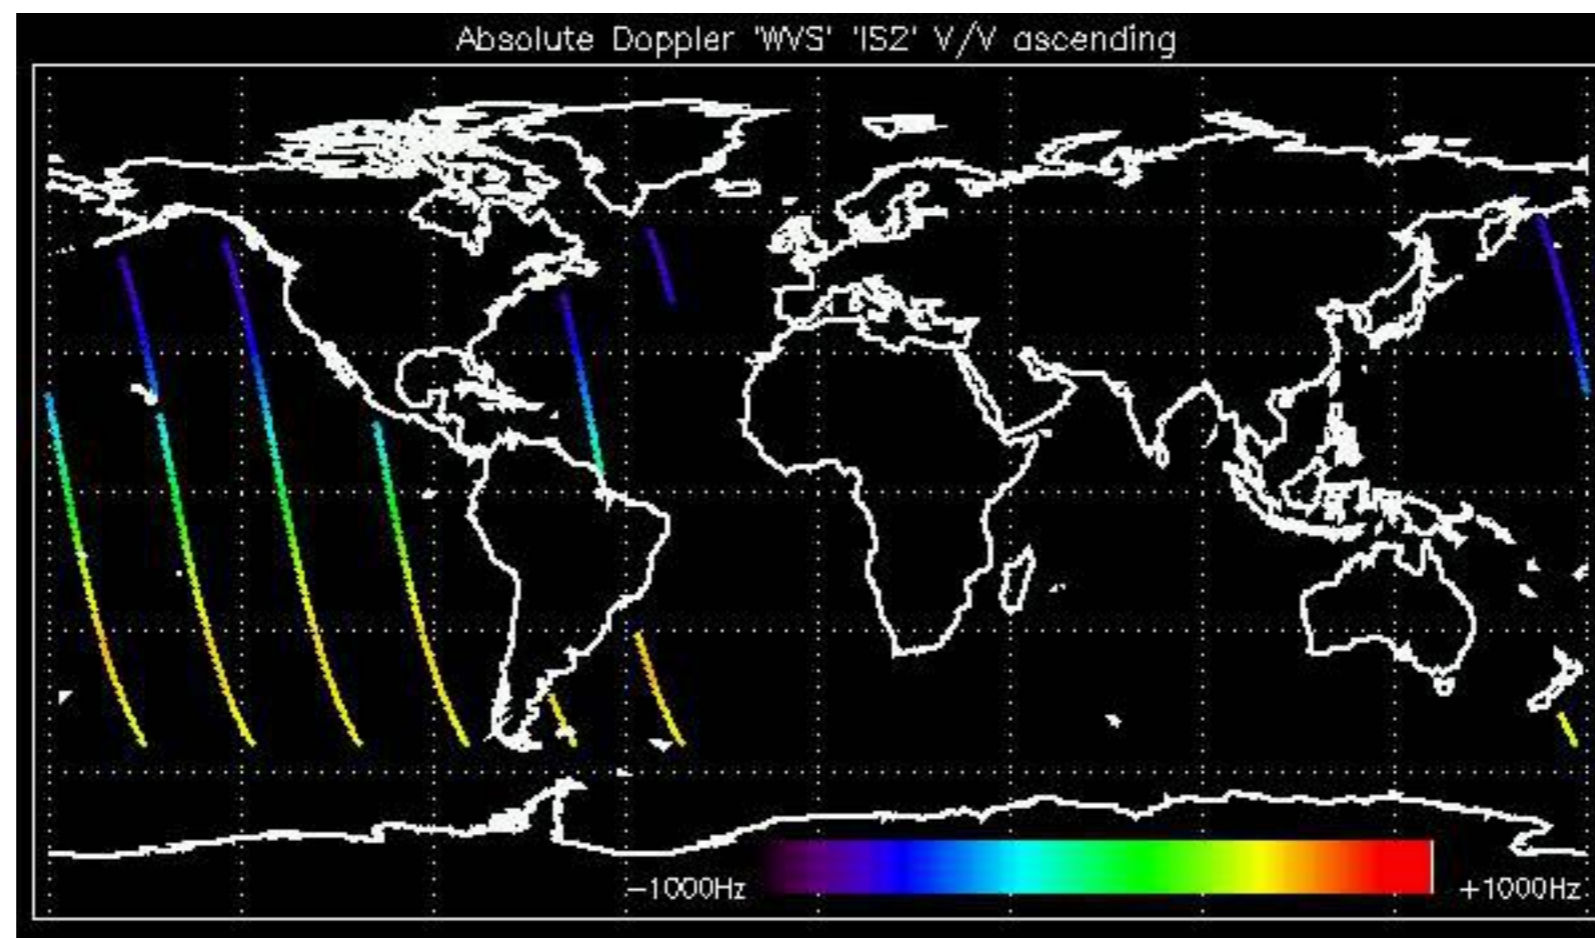 Absolute Doppler 'WVS' 'IS2' V/V ascending
−1000Hz
+1000Hz